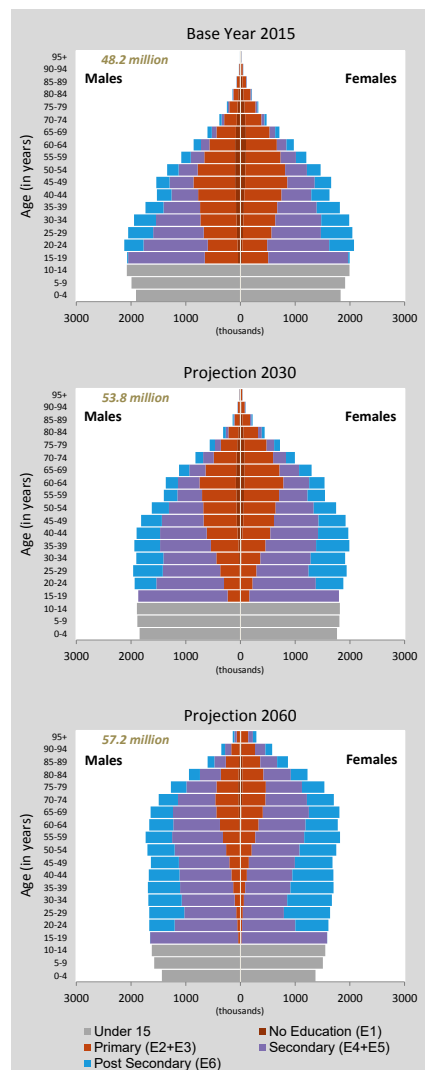 Base Year 2015
48.2 million
Males
Females
Age (in years)
95+
90-94
85-89
80-84
75-79
70-74
65-69
60-64
55-59
50-54
45-49
40-44
35-39
30-34
25-29
20-24
15-19
10-14
5-9
0-4
3000 2000 1000 0 1000 2000 3000
(thousands)
Projection 2030
53.8 million
Males
Females
Age (in years)
95+
90-94
85-89
80-84
75-79
70-74
65-69
60-64
55-59
50-54
45-49
40-44
35-39
30-34
25-29
20-24
15-19
10-14
5-9
0-4
3000 2000 1000 0 1000 2000 3000
(thousands)
Projection 2060
57.2 million
Males
Females
Age (in years)
95+
90-94
85-89
80-84
75-79
70-74
65-69
60-64
55-59
50-54
45-49
40-44
35-39
30-34
25-29
20-24
15-19
10-14
5-9
0-4
3000 2000 1000 0 1000 2000 3000
(thousands)
Under 15 No Education (E1)
Primary (E2+E3) Secondary (E4+E5)
Post Secondary (E6)